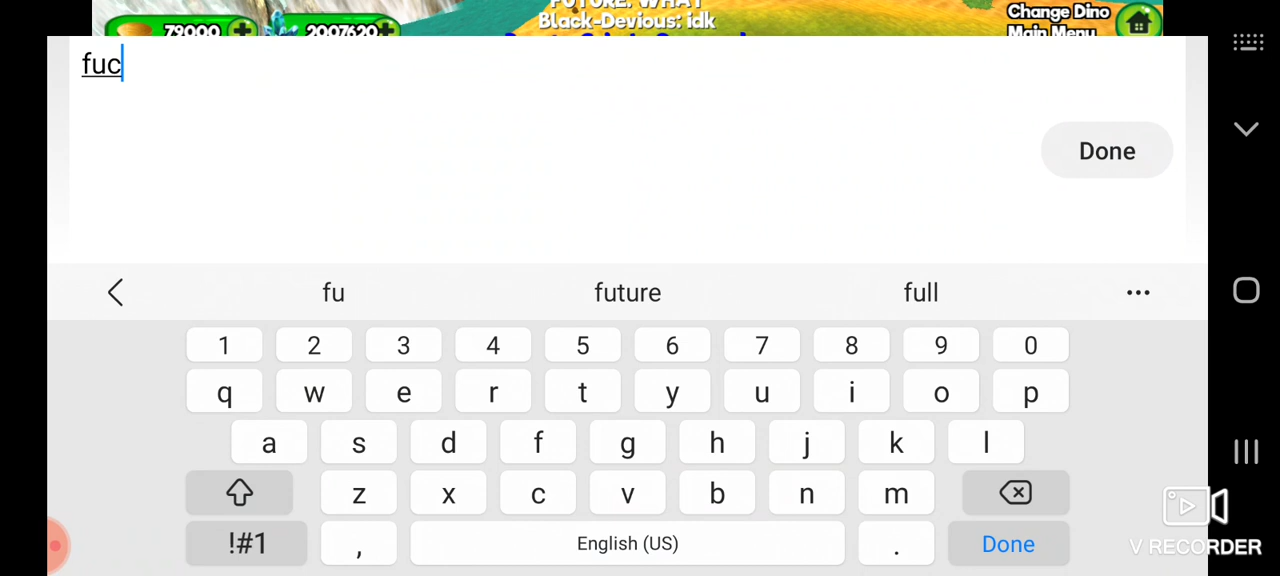 FUTURE: WHAT
Black-Devious: idk
79000
2007620
Change Dino
Main Menu
fuc
Done
fu future full
1 2 3 4 5 6 7 8 9 0
q w e r t y u i o p
a s d f g h j k l
z x c v b n m
!#1 , English (US) . Done
V RECORDER